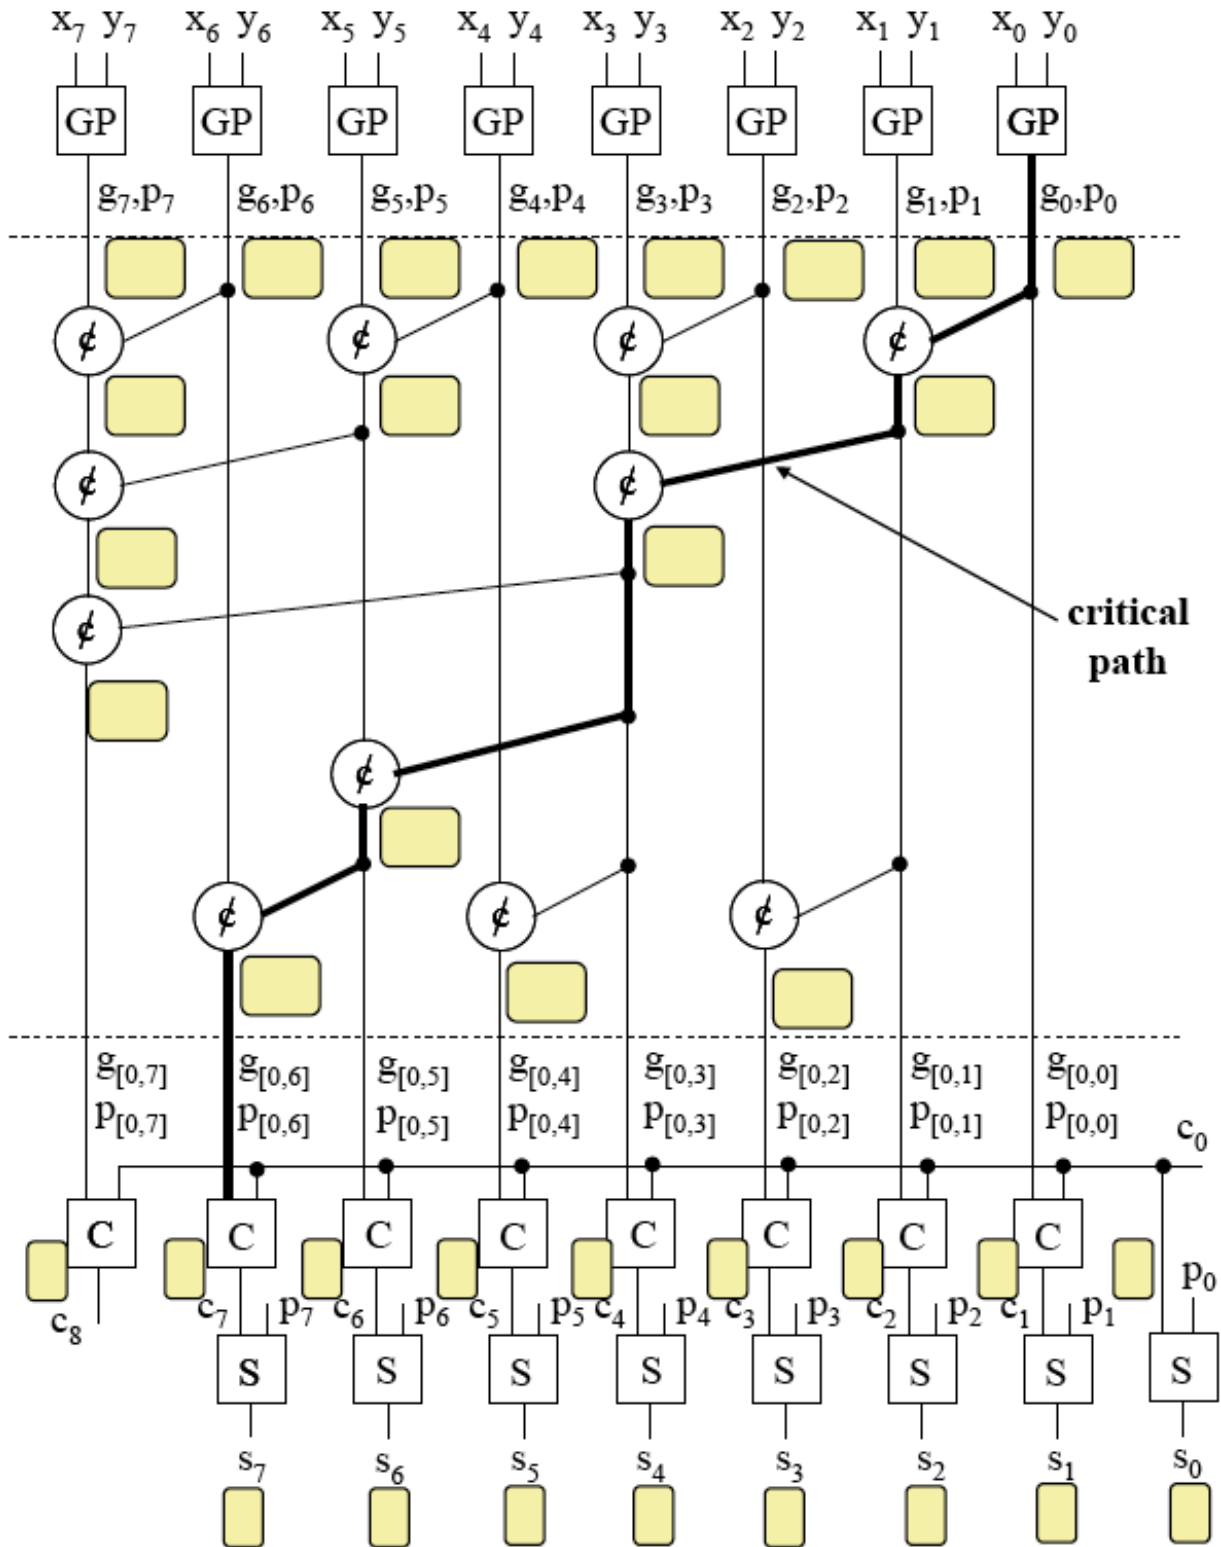 x₇ y₇ x₆ y₆ x₅ y₅ x₄ y₄ x₃ y₃ x₂ y₂ x₁ y₁ x₀ y₀
GP GP GP GP GP GP GP GP
g₇,p₇ g₆,p₆ g₅,p₅ g₄,p₄ g₃,p₃ g₂,p₂ g₁,p₁ g₀,p₀
¢ ¢ ¢ ¢
¢ ¢
¢
critical
path
¢
¢ ¢ ¢
g[0,7] g[0,6] g[0,5] g[0,4] g[0,3] g[0,2] g[0,1] g[0,0]
p[0,7] p[0,6] p[0,5] p[0,4] p[0,3] p[0,2] p[0,1] p[0,0]
c₀
C C C C C C C C
c₈ c₇ p₇ c₆ p₆ c₅ p₅ c₄ p₄ c₃ p₃ c₂ p₂ c₁ p₁ p₀
S S S S S S S S
s₇ s₆ s₅ s₄ s₃ s₂ s₁ s₀